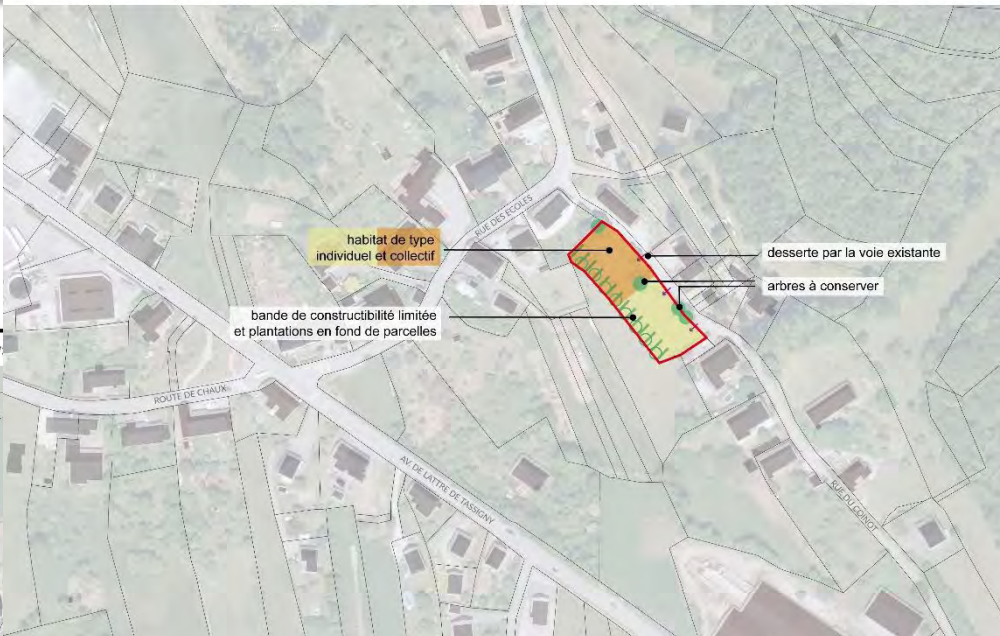 RUE DES ECOLES
habitat de type
individuel et collectif
desserte par la voie existante
arbres à conserver
bande de constructibilité limitée
et plantations en fond de parcelles
ROUTE DE CHAUX
AV. DE LATTRE DE TASSIGNY
RUE DU COINOT